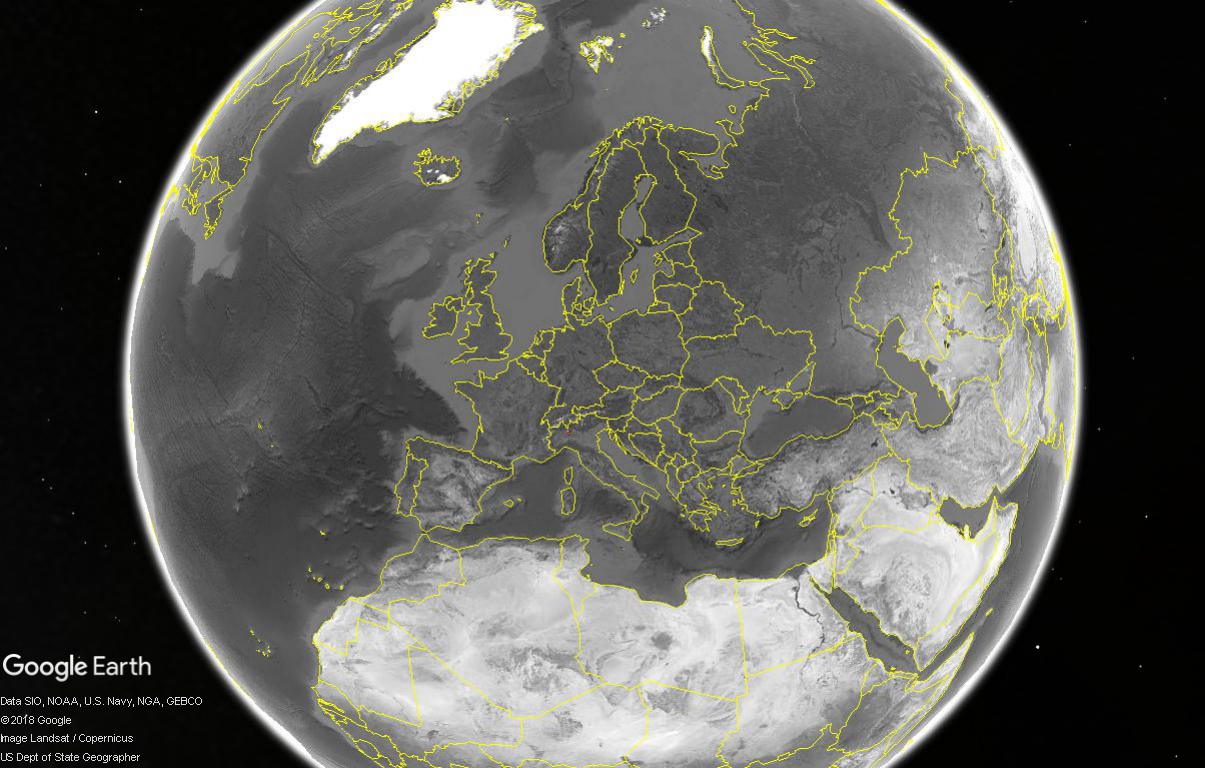 Google Earth
Data SIO, NOAA, U.S. Navy, NGA, GEBCO
©2018 Google
Image Landsat / Copernicus
US Dept of State Geographer